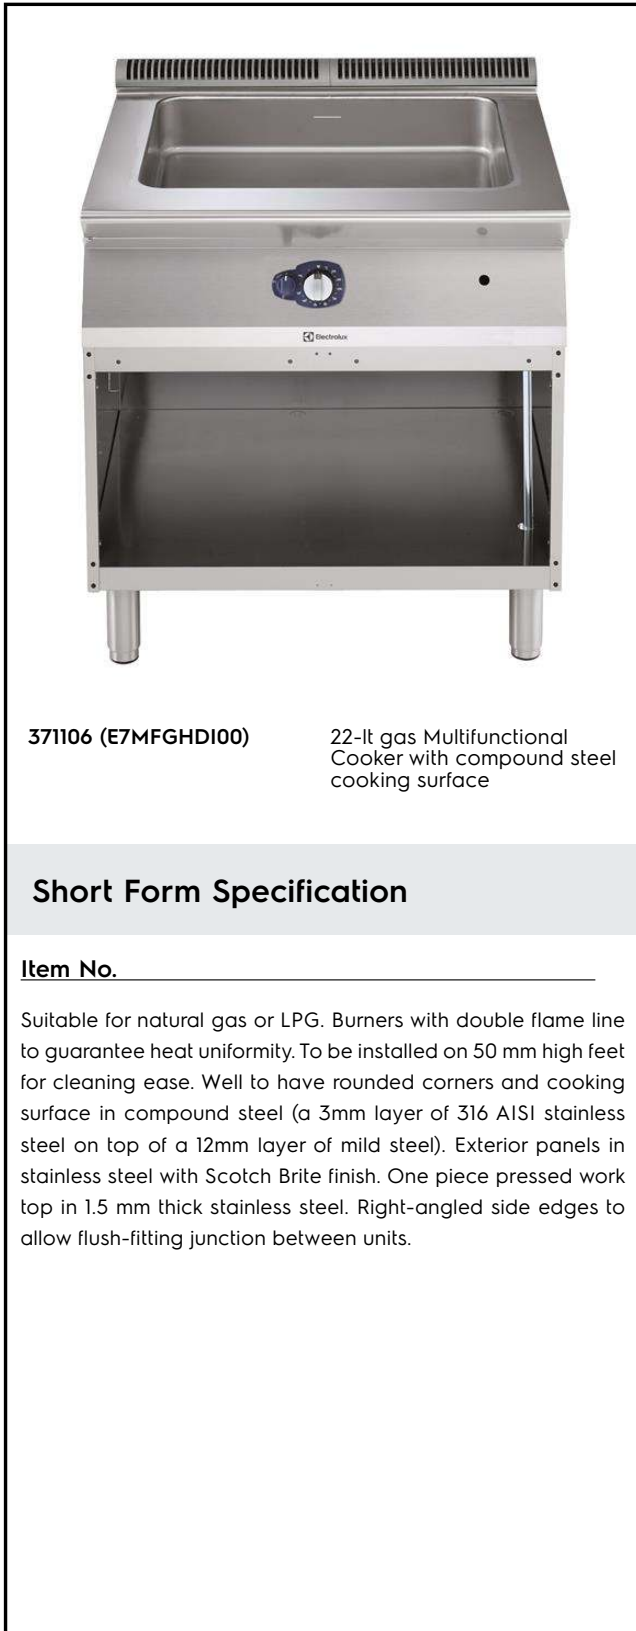 Electrolux
371106 (E7MFGHDI00)
22-lt gas Multifunctional
Cooker with compound steel
cooking surface
Short Form Specification
Item No.
Suitable for natural gas or LPG. Burners with double flame line
to guarantee heat uniformity. To be installed on 50 mm high feet
for cleaning ease. Well to have rounded corners and cooking
surface in compound steel (a 3mm layer of 316 AISI stainless
steel on top of a 12mm layer of mild steel). Exterior panels in
stainless steel with Scotch Brite finish. One piece pressed work
top in 1.5 mm thick stainless steel. Right-angled side edges to
allow flush-fitting junction between units.